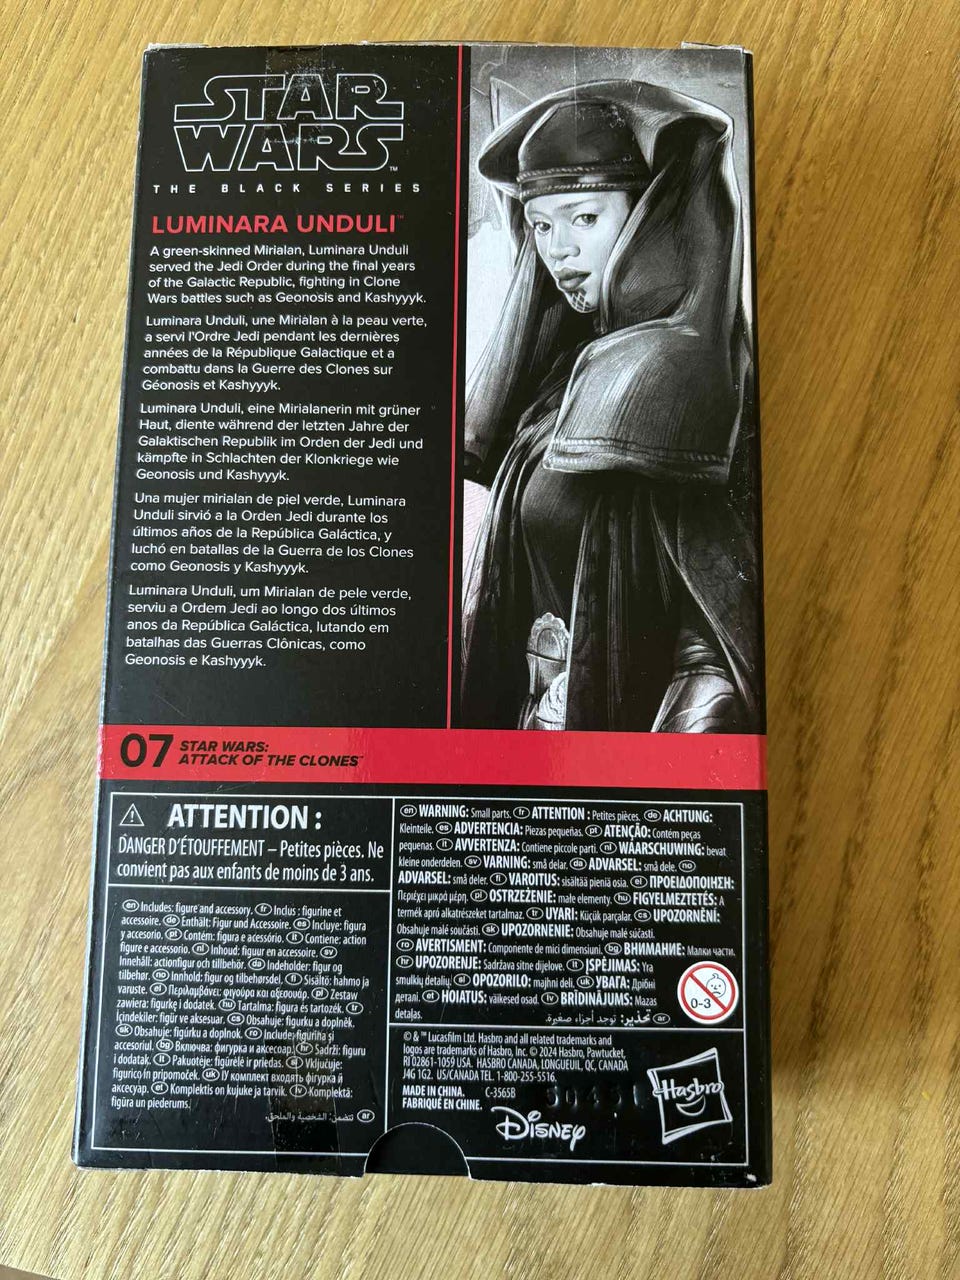 STAR
WARS™
THE BLACK SERIES
LUMINARA UNDULI™
A green-skinned Mirialan, Luminara Unduli
served the Jedi Order during the final years
of the Galactic Republic, fighting in Clone
Wars battles such as Geonosis and Kashyyyk.
Luminara Unduli, une Mirialan à la peau verte,
a servi l'Ordre Jedi pendant les dernières
années de la République Galactique et a
combattu dans la Guerre des Clones sur
Géonosis et Kashyyyk.
Luminara Unduli, eine Mirialanerin mit grüner
Haut, diente während der letzten Jahre der
Galaktischen Republik im Orden der Jedi und
kämpfte in Schlachten der Klonkriege wie
Geonosis und Kashyyyk.
Una mujer mirialan de piel verde, Luminara
Unduli sirvió a la Orden Jedi durante los
últimos años de la República Galáctica, y
luchó en batallas de la Guerra de los Clones
como Geonosis y Kashyyyk.
Luminara Unduli, um Mirialan de pele verde,
serviu a Ordem Jedi ao longo dos últimos
anos da República Galáctica, lutando em
batalhas das Guerras Clônicas, como
Geonosis e Kashyyyk.
07 STAR WARS:
ATTACK OF THE CLONES™
ATTENTION :
DANGER D'ÉTOUFFEMENT – Petites pièces. Ne
convient pas aux enfants de moins de 3 ans.
en Includes: figure and accessory. fr Inclus : figurine et
accessoire. de Enthält: Figur und Accessoire. es Incluye: figura
y accesorio. pt Contém: figura e acessório. it Contiene: action
figure e accessorio. nl Inhoud: figuur en accessoire. sv
Innehåll: actionfigur och tillbehör. da Indeholder: figur og
tilbehør. no Innhold: figur og tilbehørsdel. fi Sisältö: hahmo ja
varuste. el Περιλαμβάνει: φιγούρα και αξεσουάρ. pl Zestaw
zawiera: figurkę i dodatek. hu Tartalma: figura és tartozék. tr
İçindekiler: figür ve aksesuar. cs Obsahuje: figurku a doplněk.
sk Obsahuje: figúrku a doplnok. ro Include: figurină și
accesoriul. bg Включва: фигурка и аксесоар. hr Sadrži: figuru
i dodatak. lt Pakuotėje: figūrėlė ir priedas. sl Vključuje:
figurico in pripomoček. uk IV комплект входять фігурка й
аксесуар. et Komplektis on kujuke ja tarvik. lv Komplektā:
figūra un piederums.
ar تتضمن: الشخصية والملحق.
en WARNING: Small parts. fr ATTENTION : Petites pièces. de ACHTUNG:
Kleinteile. es ADVERTENCIA: Piezas pequeñas. pt ATENÇÃO: Contém peças
pequenas. it AVVERTENZA: Contiene piccole parti. nl WAARSCHUWING: bevat
kleine onderdelen. sv VARNING: små delar. da ADVARSEL: små dele. no
ADVARSEL: små deler. fi VAROITUS: sisältää pieniä osia. el ΠΡΟΕΙΔΟΠΟΙΗΣΗ:
Περιέχει μικρά μέρη. pl OSTRZEŻENIE: małe elementy. hu FIGYELMEZTETÉS: A
termék apró alkatrészeket tartalmaz. tr UYARI: Küçük parçalar. cs UPOZORNĚNÍ:
Obsahuje malé součásti. sk UPOZORNENIE: Obsahuje malé súčasti.
ro AVERTISMENT: Componente de mici dimensiuni. bg ВНИМАНИЕ: Малки части.
hr UPOZORENJE: Sadržava sitne dijelove. lt ĮSPĖJIMAS: Yra
smulkių detalių. sl OPOZORILO: majhni deli. uk УВАГА: Дрібні
деталі. et HOIATUS: väikesed osad. lv BRĪDINĀJUMS: Mazas
detaļas.
ar تحذير: توجد أجزاء صغيرة.
0-3
© & ™ Lucasfilm Ltd. Hasbro and all related trademarks and
logos are trademarks of Hasbro, Inc. © 2024 Hasbro, Pawtucket,
RI 02861-1059 USA. HASBRO CANADA, LONGUEUIL, QC, CANADA
J4G 1G2. US/CANADA TEL. 1-800-255-5516.
MADE IN CHINA. C-3565B
FABRIQUÉ EN CHINE.
Disney
Hasbro